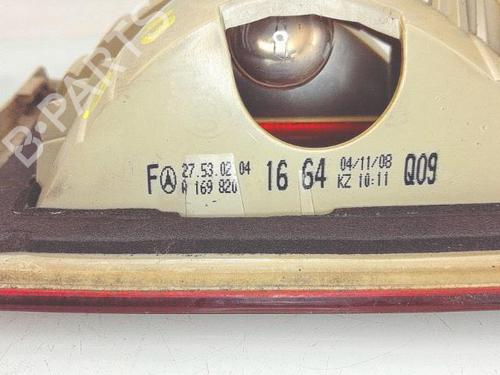 B-PARTS
F 27.53.02.04 16 64 04/11/08 Q09
A 169 820 KZ 10:11